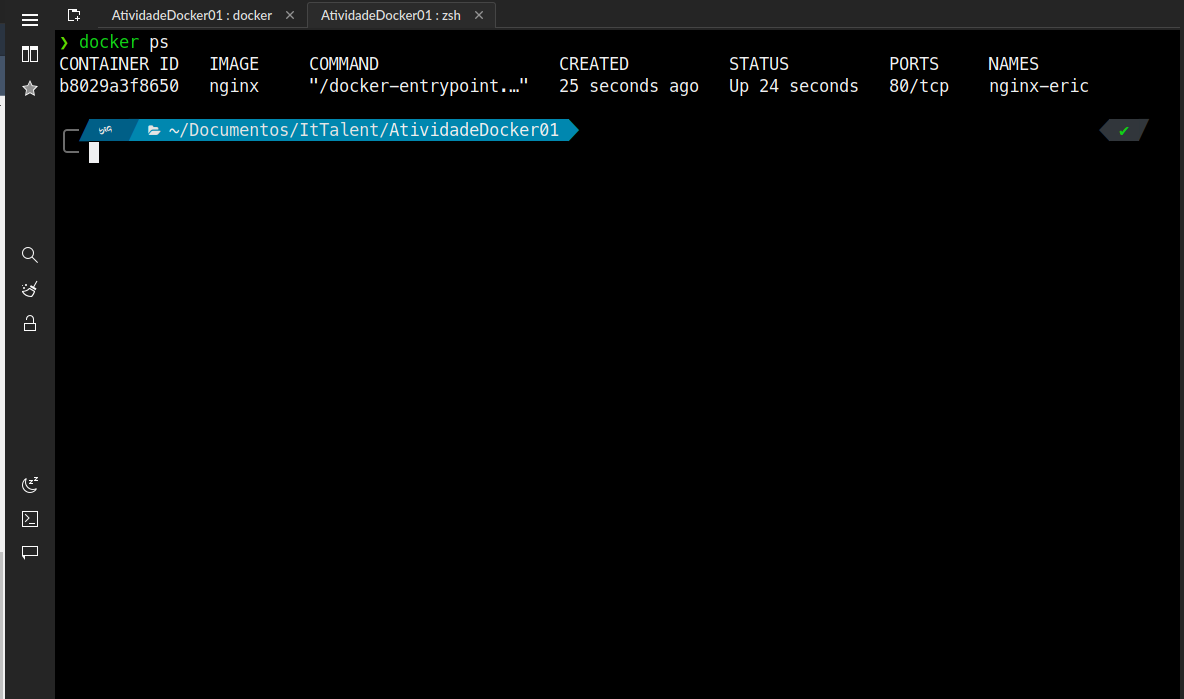 AtividadeDocker01 : docker
AtividadeDocker01 : zsh
❯ docker ps
CONTAINER ID   IMAGE     COMMAND                  CREATED          STATUS          PORTS     NAMES
b8029a3f8650   nginx     "/docker-entrypoint.…"   25 seconds ago   Up 24 seconds   80/tcp    nginx-eric
~/Documentos/ItTalent/AtividadeDocker01